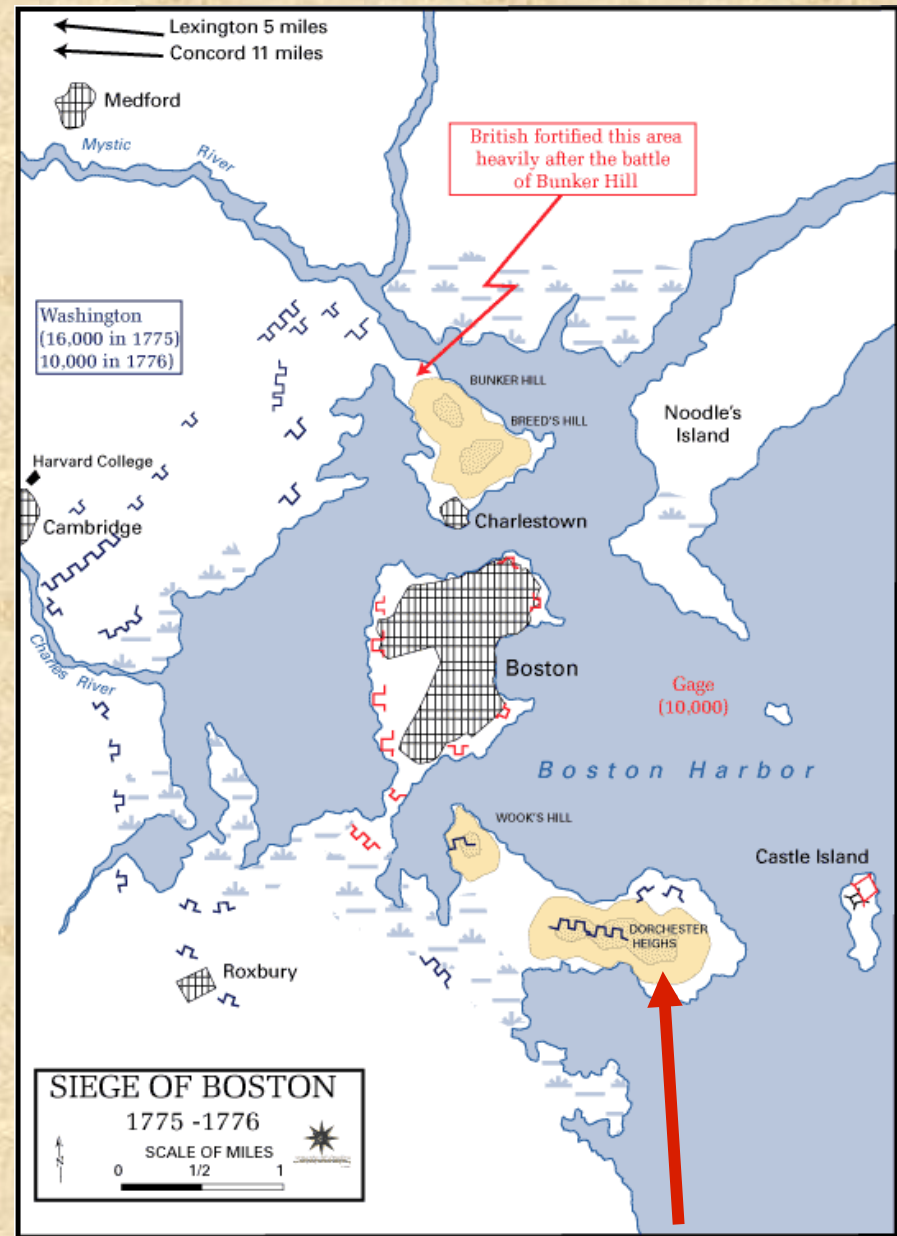 Lexington 5 miles
Concord 11 miles
Medford
Mystic
River
British fortified this area
heavily after the battle
of Bunker Hill
Washington
(16,000 in 1775)
10,000 in 1776)
BUNKER HILL
BREED'S HILL
Noodle's
Island
Harvard College
Cambridge
Charlestown
Charles River
Boston
Gage
(10,000)
Boston Harbor
WOOK'S HILL
Castle Island
DORCHESTER
HEIGHS
Roxbury
SIEGE OF BOSTON
1775 -1776
SCALE OF MILES
0 1/2 1
N